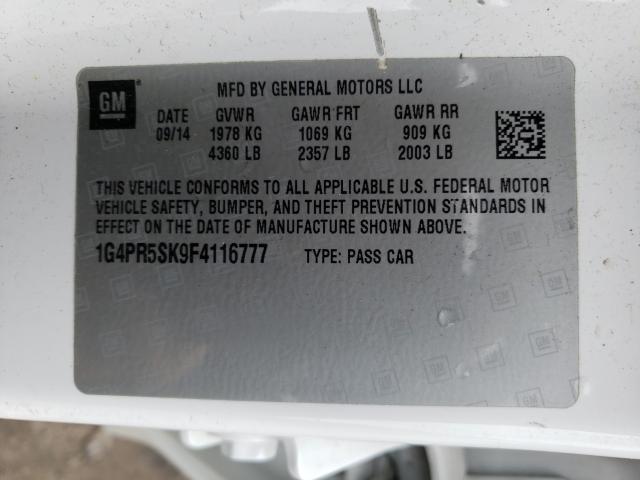 GM
MFD BY GENERAL MOTORS LLC
DATE GVWR GAWR FRT GAWR RR
09/14 1978 KG 1069 KG 909 KG
4360 LB 2357 LB 2003 LB
THIS VEHICLE CONFORMS TO ALL APPLICABLE U.S. FEDERAL MOTOR
VEHICLE SAFETY, BUMPER, AND THEFT PREVENTION STANDARDS IN
EFFECT ON THE DATE OF MANUFACTURE SHOWN ABOVE.
1G4PR5SK9F4116777 TYPE: PASS CAR